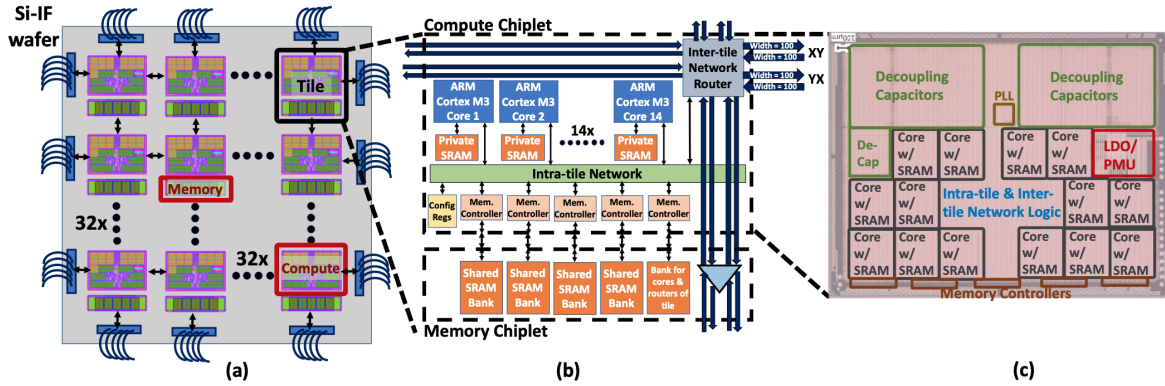 Si-IF
wafer
Tile
Memory
32x
32x
Compute
(a)
Compute Chiplet
Inter-tile
Network
Router
Width = 100
Width = 100
XY
Width = 100
Width = 100
YX
ARM
Cortex M3
Core 1
ARM
Cortex M3
Core 2
ARM
Cortex M3
Core 14
14x
Private
SRAM
Private
SRAM
Private
SRAM
Intra-tile Network
Config
Regs
Mem.
Controller
Mem.
Controller
Mem.
Controller
Mem.
Controller
Mem.
Controller
Shared
SRAM
Bank
Shared
SRAM
Bank
Shared
SRAM
Bank
Shared
SRAM
Bank
Bank for
cores &
routers of
tile
Memory Chiplet
(b)
100μm
Decoupling
Capacitors
Decoupling
Capacitors
PLL
De-
Cap
Core
w/
SRAM
Core
w/
SRAM
Core
w/
SRAM
Core
w/
SRAM
LDO/
PMU
Core
w/
SRAM
Core
w/
SRAM
Intra-tile & Inter-
tile Network Logic
Core
w/
SRAM
Core
w/
SRAM
Core
w/
SRAM
Core
w/
SRAM
Core
w/
SRAM
Core
w/
SRAM
Core
w/
SRAM
Core
w/
SRAM
Memory Controllers
(c)